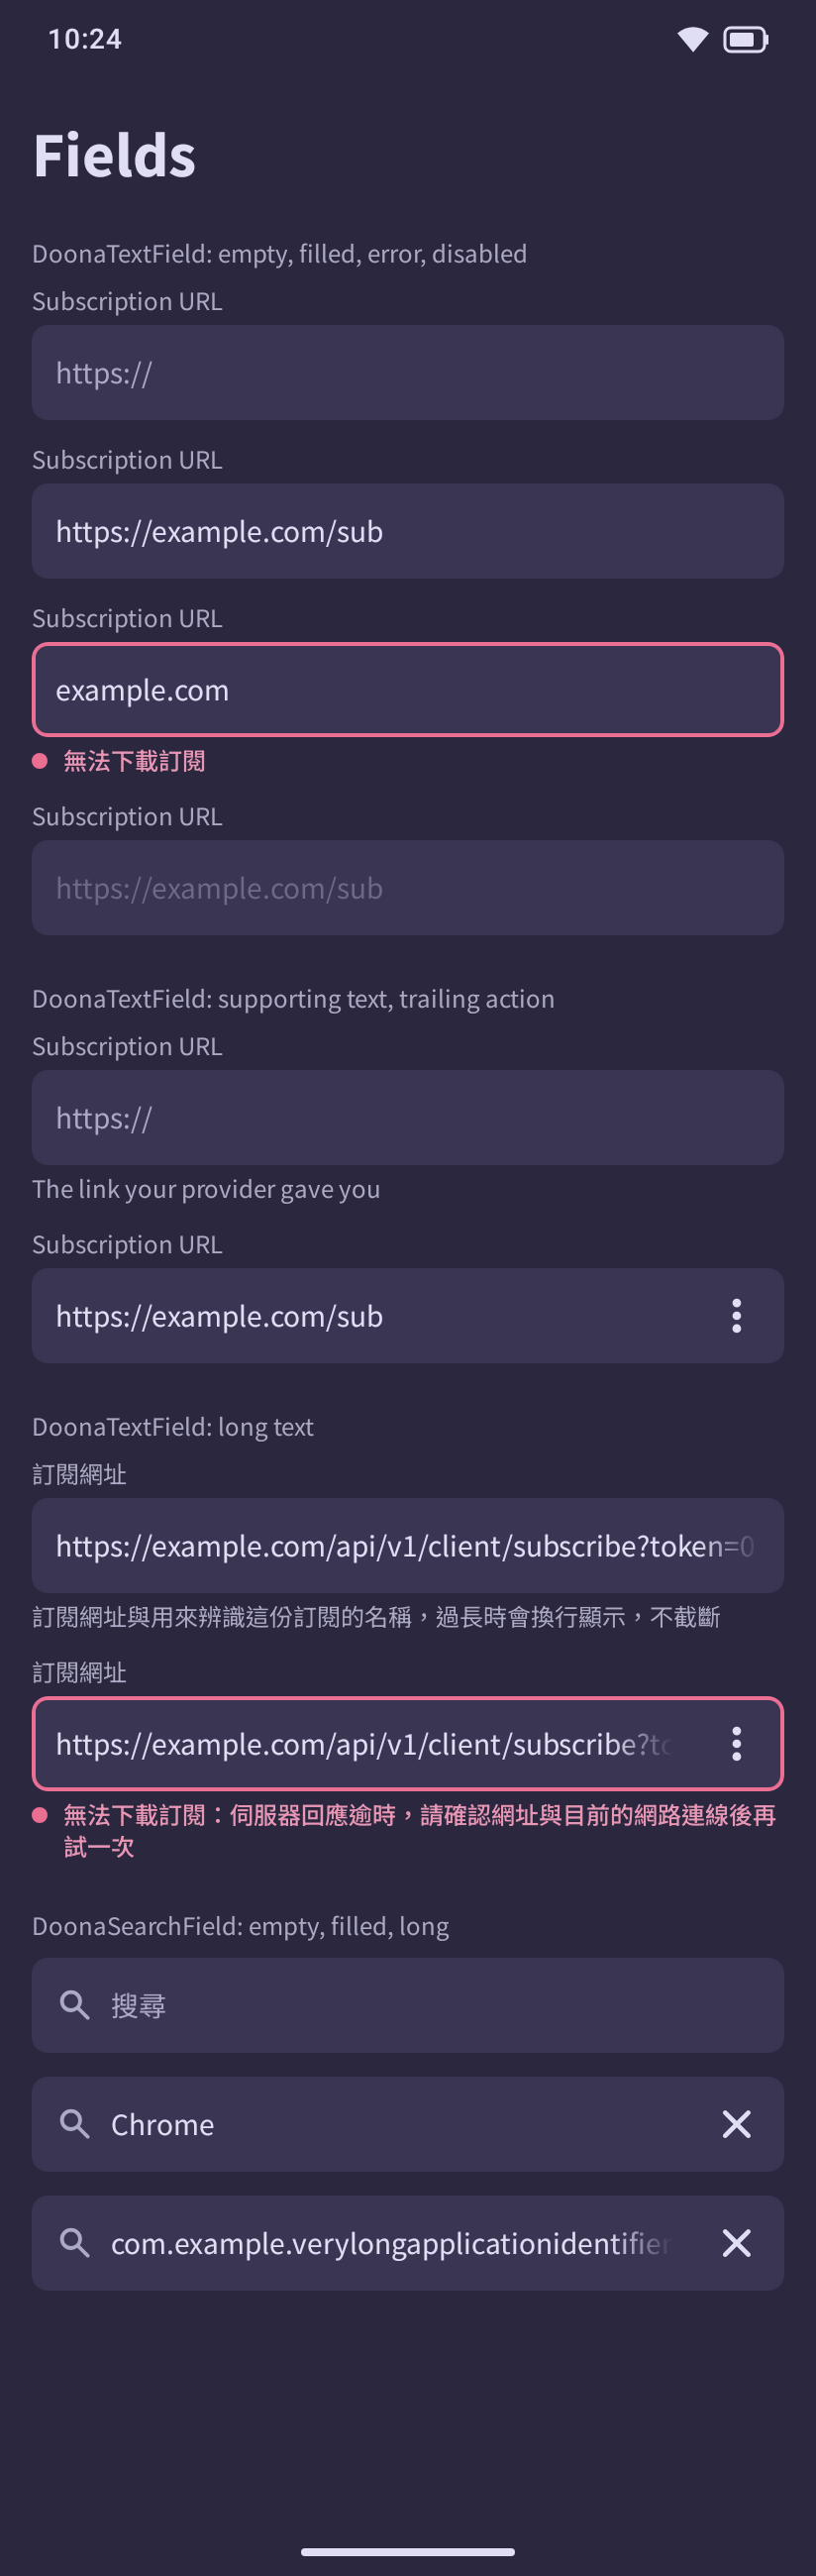 10:24
Fields
DoonaTextField: empty, filled, error, disabled
Subscription URL
https://
Subscription URL
https://example.com/sub
Subscription URL
example.com
無法下載訂閱
Subscription URL
https://example.com/sub
DoonaTextField: supporting text, trailing action
Subscription URL
https://
The link your provider gave you
Subscription URL
https://example.com/sub
DoonaTextField: long text
訂閱網址
https://example.com/api/v1/client/subscribe?token=0
訂閱網址與用來辨識這份訂閱的名稱，過長時會換行顯示，不截斷
訂閱網址
https://example.com/api/v1/client/subscribe?to
無法下載訂閱：伺服器回應逾時，請確認網址與目前的網路連線後再
試一次
DoonaSearchField: empty, filled, long
搜尋
Chrome
com.example.verylongapplicationidentifier